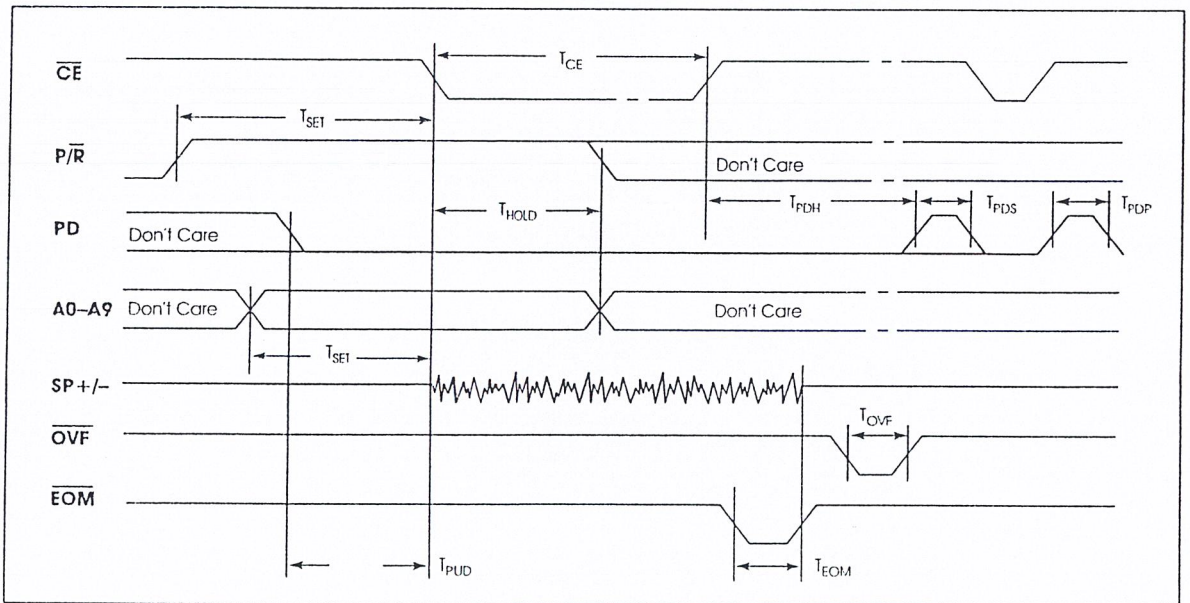 CE
T_CE
T_SET
P/R
Don't Care
T_HOLD
T_PDH
T_PDS
T_PDP
PD
Don't Care
A0–A9
Don't Care
Don't Care
T_SET
SP +/-
OVF
T_OVF
EOM
T_PUD
T_EOM